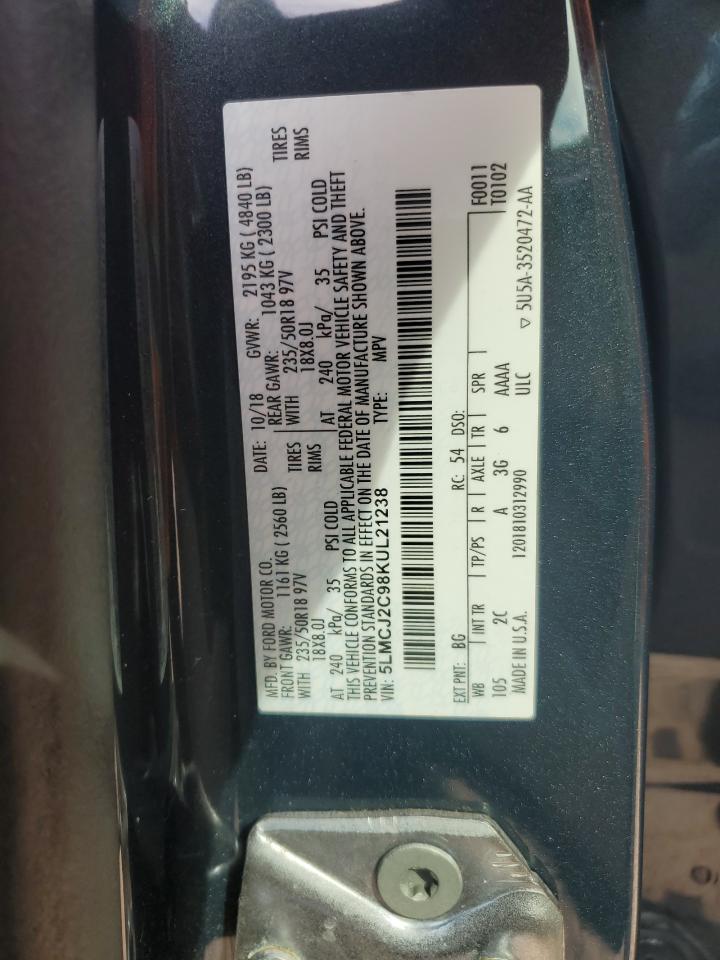 MFD. BY FORD MOTOR CO.
DATE: 10/18 GVWR: 2195 KG ( 4840 LB)
FRONT GAWR: 1161 KG ( 2560 LB) REAR GAWR: 1043 KG ( 2300 LB)
WITH 235/50R18 97V TIRES WITH 235/50R18 97V TIRES
18X8.0J RIMS 18X8.0J RIMS
AT 240 kPa/ 35 PSI COLD AT 240 kPa/ 35 PSI COLD
THIS VEHICLE CONFORMS TO ALL APPLICABLE FEDERAL MOTOR VEHICLE SAFETY AND THEFT
PREVENTION STANDARDS IN EFFECT ON THE DATE OF MANUFACTURE SHOWN ABOVE.
VIN: 5LMCJ2C98KUL21238 TYPE: MPV
EXT PNT: BG RC: 54 DSO: F0011
WB INT TR TP/PS R AXLE TR SPR T0102
105 2C A 3G 6 AAAA
MADE IN U.S.A. 1201810312990 ULC
▽ 5U5A-3520472-AA